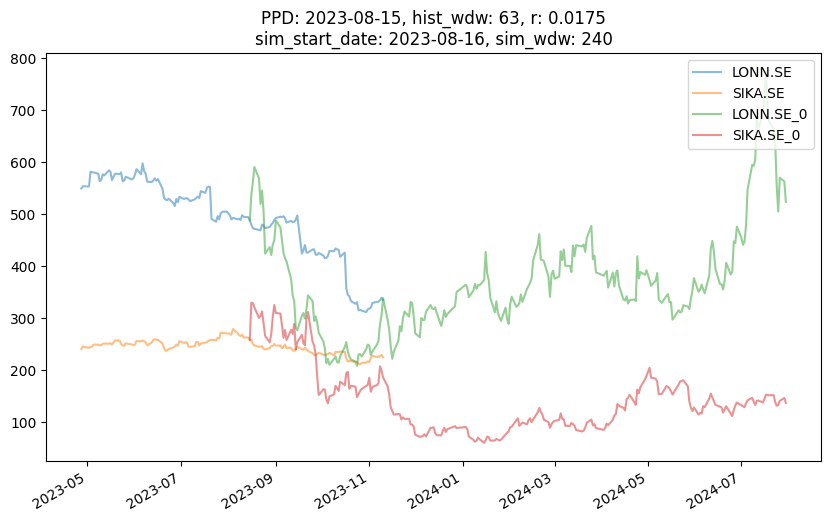 PPD: 2023-08-15, hist_wdw: 63, r: 0.0175
sim_start_date: 2023-08-16, sim_wdw: 240
LONN.SE
SIKA.SE
LONN.SE_0
SIKA.SE_0
800
700
600
500
400
300
200
100
2023-05
2023-07
2023-09
2023-11
2024-01
2024-03
2024-05
2024-07